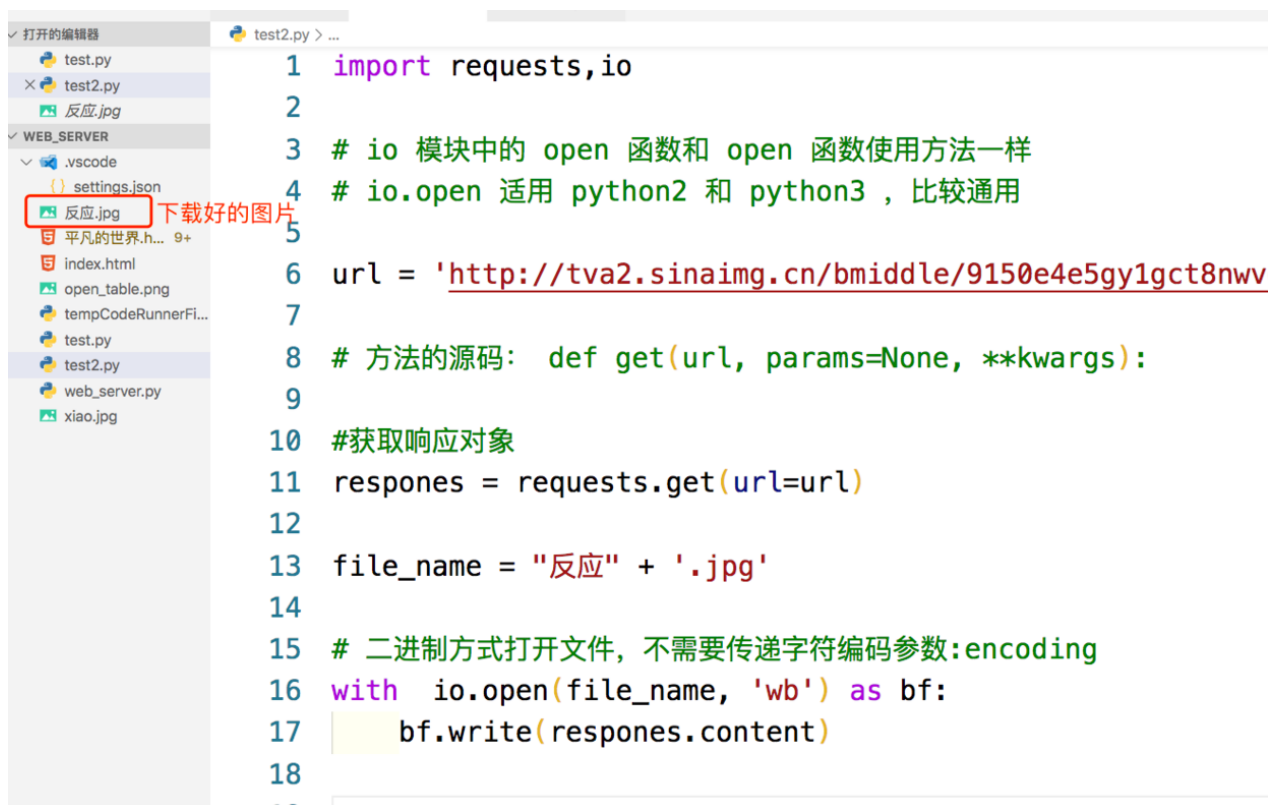 打开的编辑器
test.py
test2.py
反应.jpg
WEB_SERVER
.vscode
{} settings.json
反应.jpg
下载好的图片
平凡的世界.h... 9+
index.html
open_table.png
tempCodeRunnerFi...
test.py
test2.py
web_server.py
xiao.jpg
test2.py > ...
1 import requests,io
2
3 # io 模块中的 open 函数和 open 函数使用方法一样
4 # io.open 适用 python2 和 python3 ，比较通用
5
6 url = 'http://tva2.sinaimg.cn/bmiddle/9150e4e5gy1gct8nwv
7
8 # 方法的源码： def get(url, params=None, **kwargs):
9
10 #获取响应对象
11 respones = requests.get(url=url)
12
13 file_name = "反应" + '.jpg'
14
15 # 二进制方式打开文件，不需要传递字符编码参数:encoding
16 with  io.open(file_name, 'wb') as bf:
17     bf.write(respones.content)
18